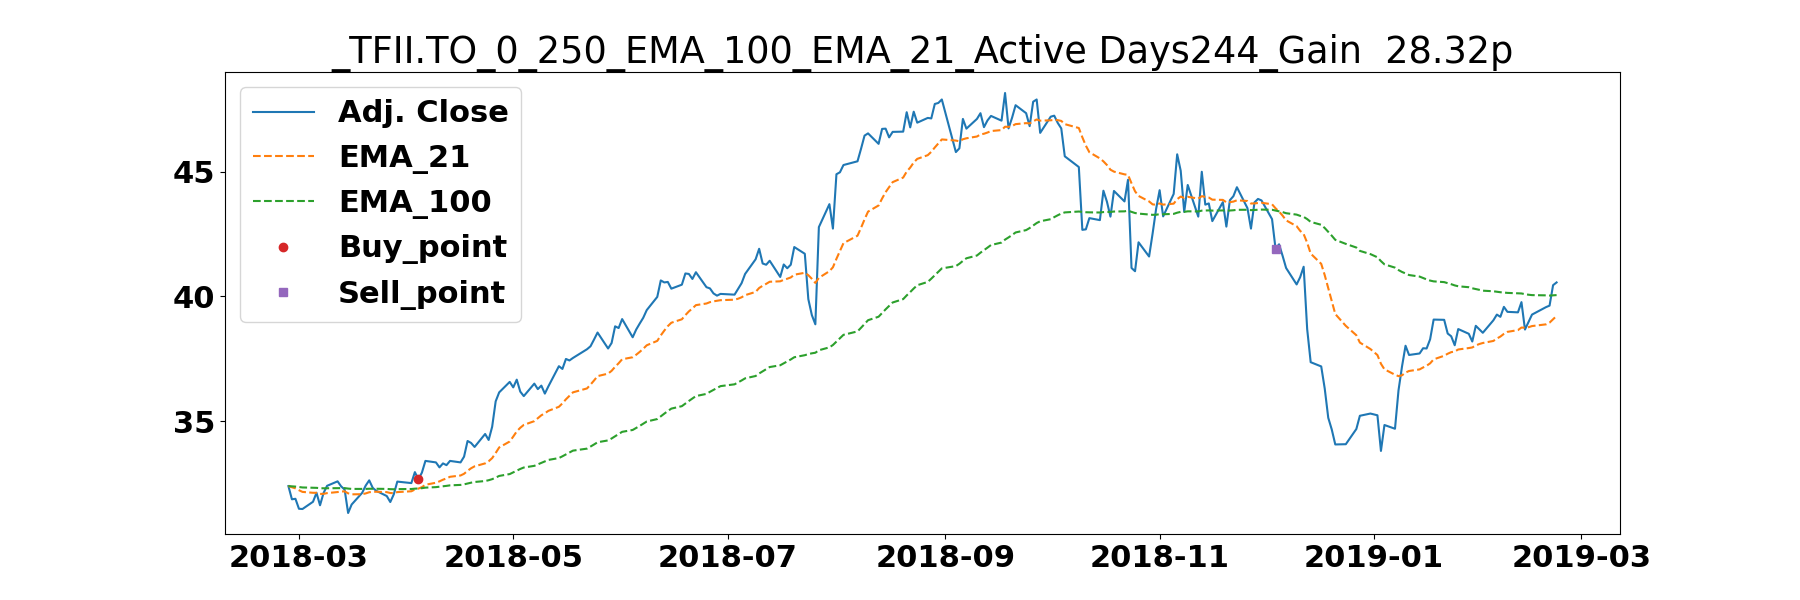 _TFII.TO_0_250_EMA_100_EMA_21_Active Days244_Gain  28.32p
Adj. Close
EMA_21
EMA_100
Buy_point
Sell_point
45
40
35
2018-03 2018-05 2018-07 2018-09 2018-11 2019-01 2019-03